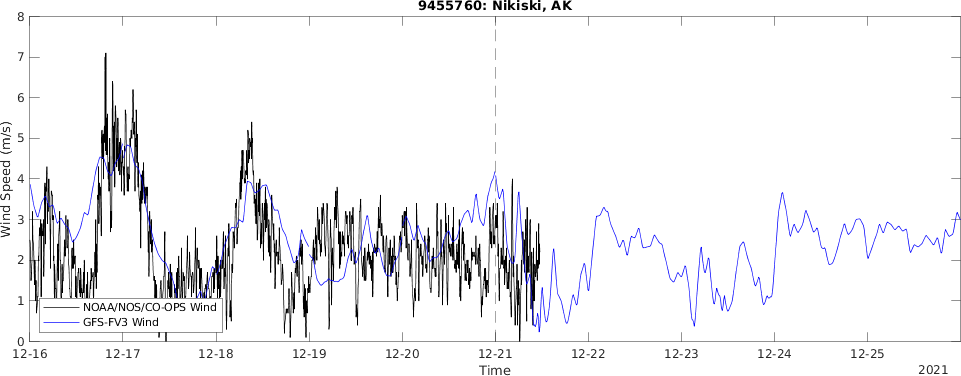 9455760: Nikiski, AK
8
7
6
5
4
3
2
1
0
Wind Speed (m/s)
NOAA/NOS/CO-OPS Wind
GFS-FV3 Wind
12-16 12-17 12-18 12-19 12-20 12-21 12-22 12-23 12-24 12-25
Time
2021